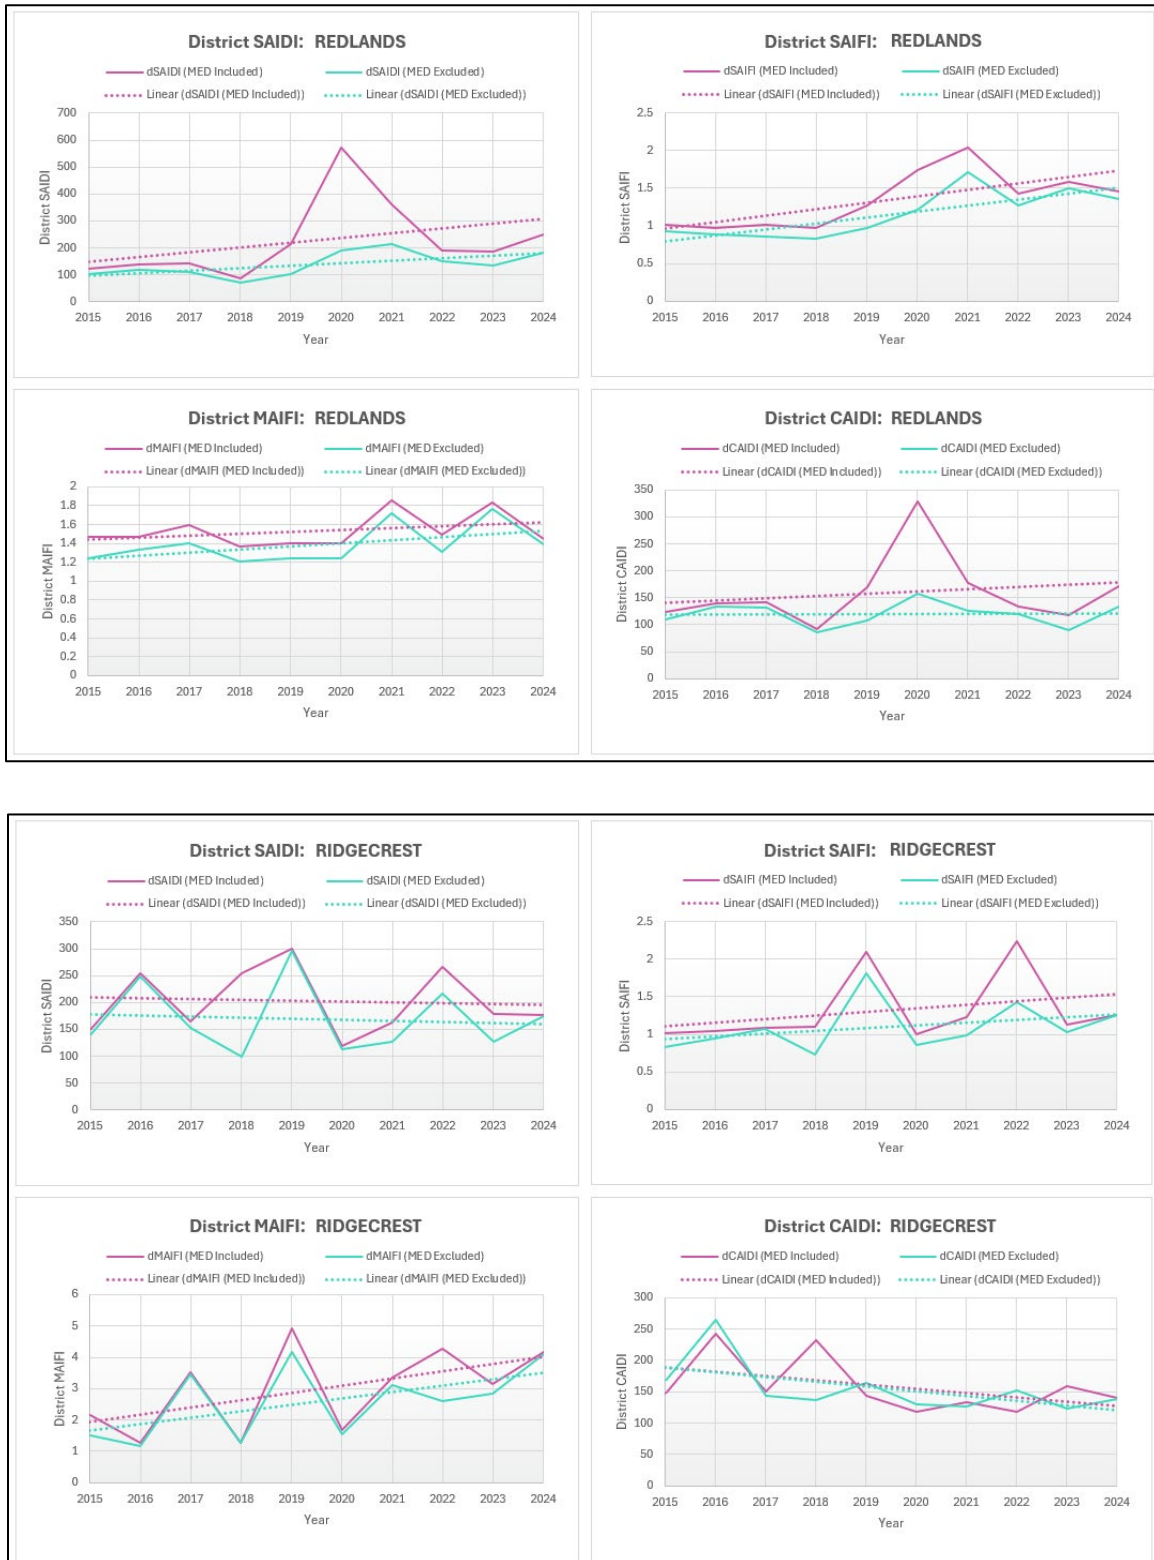 District SAIDI: REDLANDS
dSAIDI (MED Included) dSAIDI (MED Excluded)
Linear (dSAIDI (MED Included)) Linear (dSAIDI (MED Excluded))
700
600
500
400
300
200
100
0
District SAIDI
2015 2016 2017 2018 2019 2020 2021 2022 2023 2024
Year
District SAIFI: REDLANDS
dSAIFI (MED Included) dSAIFI (MED Excluded)
Linear (dSAIFI (MED Included)) Linear (dSAIFI (MED Excluded))
2.5
2
1.5
1
0.5
0
District SAIFI
2015 2016 2017 2018 2019 2020 2021 2022 2023 2024
Year
District MAIFI: REDLANDS
dMAIFI (MED Included) dMAIFI (MED Excluded)
Linear (dMAIFI (MED Included)) Linear (dMAIFI (MED Excluded))
2
1.8
1.6
1.4
1.2
1
0.8
0.6
0.4
0.2
0
District MAIFI
2015 2016 2017 2018 2019 2020 2021 2022 2023 2024
Year
District CAIDI: REDLANDS
dCAIDI (MED Included) dCAIDI (MED Excluded)
Linear (dCAIDI (MED Included)) Linear (dCAIDI (MED Excluded))
350
300
250
200
150
100
50
0
District CAIDI
2015 2016 2017 2018 2019 2020 2021 2022 2023 2024
Year
District SAIDI: RIDGECREST
dSAIDI (MED Included) dSAIDI (MED Excluded)
Linear (dSAIDI (MED Included)) Linear (dSAIDI (MED Excluded))
350
300
250
200
150
100
50
0
District SAIDI
2015 2016 2017 2018 2019 2020 2021 2022 2023 2024
Year
District SAIFI: RIDGECREST
dSAIFI (MED Included) dSAIFI (MED Excluded)
Linear (dSAIFI (MED Included)) Linear (dSAIFI (MED Excluded))
2.5
2
1.5
1
0.5
0
District SAIFI
2015 2016 2017 2018 2019 2020 2021 2022 2023 2024
Year
District MAIFI: RIDGECREST
dMAIFI (MED Included) dMAIFI (MED Excluded)
Linear (dMAIFI (MED Included)) Linear (dMAIFI (MED Excluded))
6
5
4
3
2
1
0
District MAIFI
2015 2016 2017 2018 2019 2020 2021 2022 2023 2024
Year
District CAIDI: RIDGECREST
dCAIDI (MED Included) dCAIDI (MED Excluded)
Linear (dCAIDI (MED Included)) Linear (dCAIDI (MED Excluded))
300
250
200
150
100
50
0
District CAIDI
2015 2016 2017 2018 2019 2020 2021 2022 2023 2024
Year